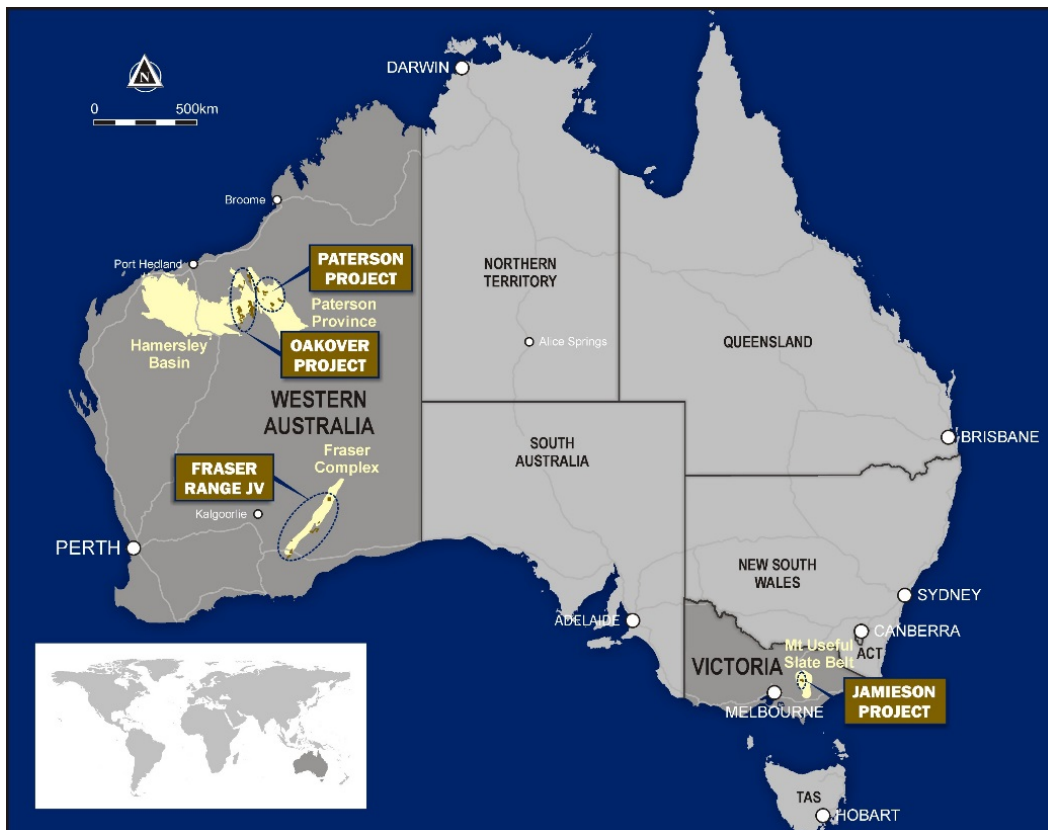 DARWIN
N
0 500km
Broome
Port Hedland
PATERSON
PROJECT
NORTHERN
TERRITORY
Paterson
Province
Hamersley
Basin
OAKOVER
PROJECT
Alice Springs
QUEENSLAND
WESTERN
AUSTRALIA
SOUTH
AUSTRALIA
BRISBANE
Fraser
Complex
FRASER
RANGE JV
Kalgoorlie
PERTH
NEW SOUTH
WALES
SYDNEY
ADELAIDE
CANBERRA
ACT
Mt Useful
Slate Belt
VICTORIA
JAMIESON
PROJECT
MELBOURNE
TAS
HOBART